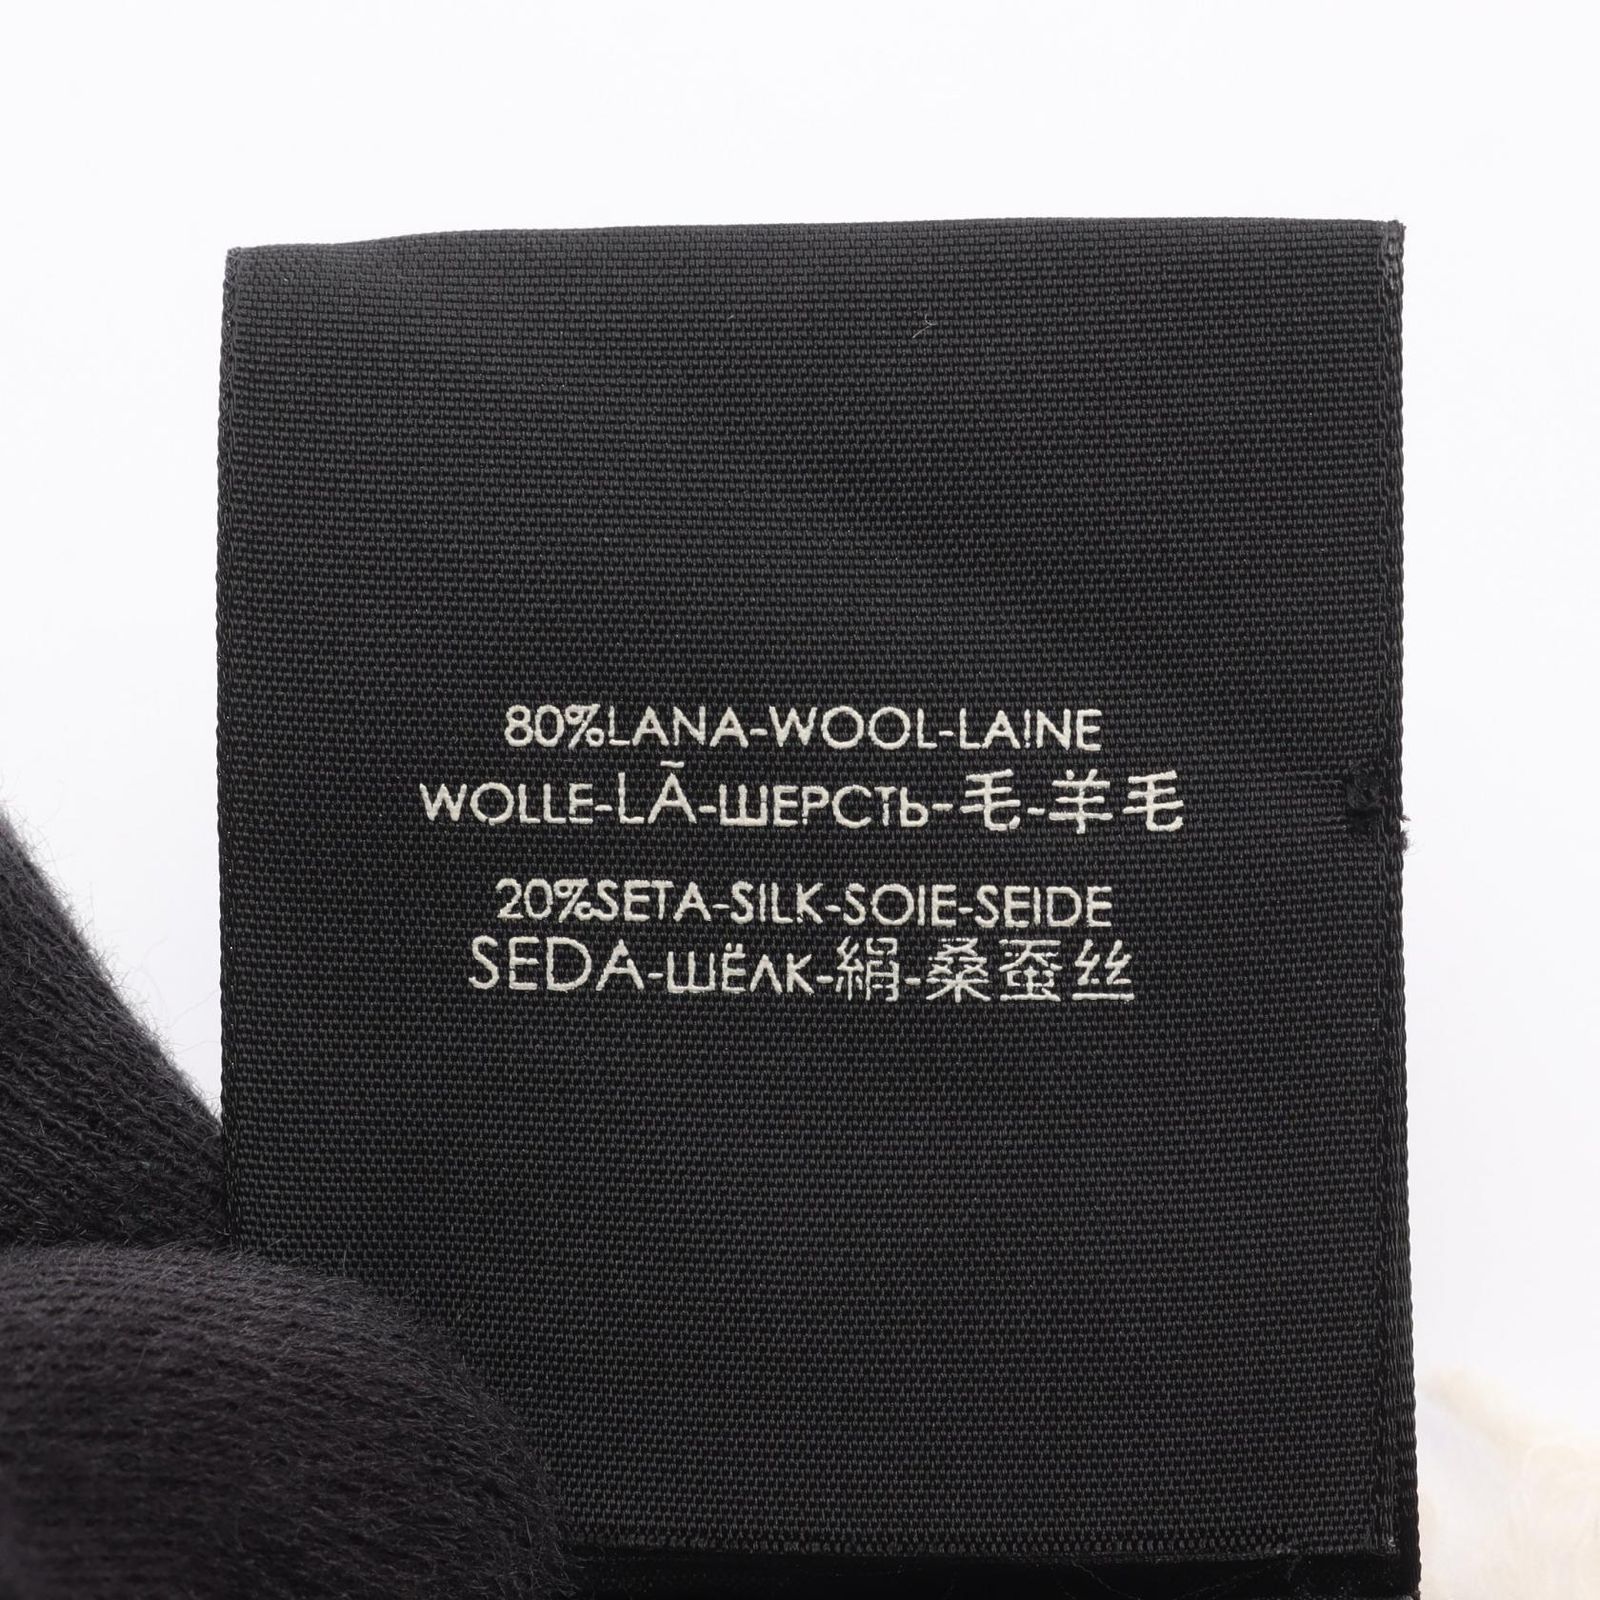 80%LANA-WOOL-LAINE
WOLLE-LÃ-ШЕРСТЬ-毛-羊毛
20%SETA-SILK-SOIE-SEIDE
SEDA-ШЁЛК-絹-桑蚕丝